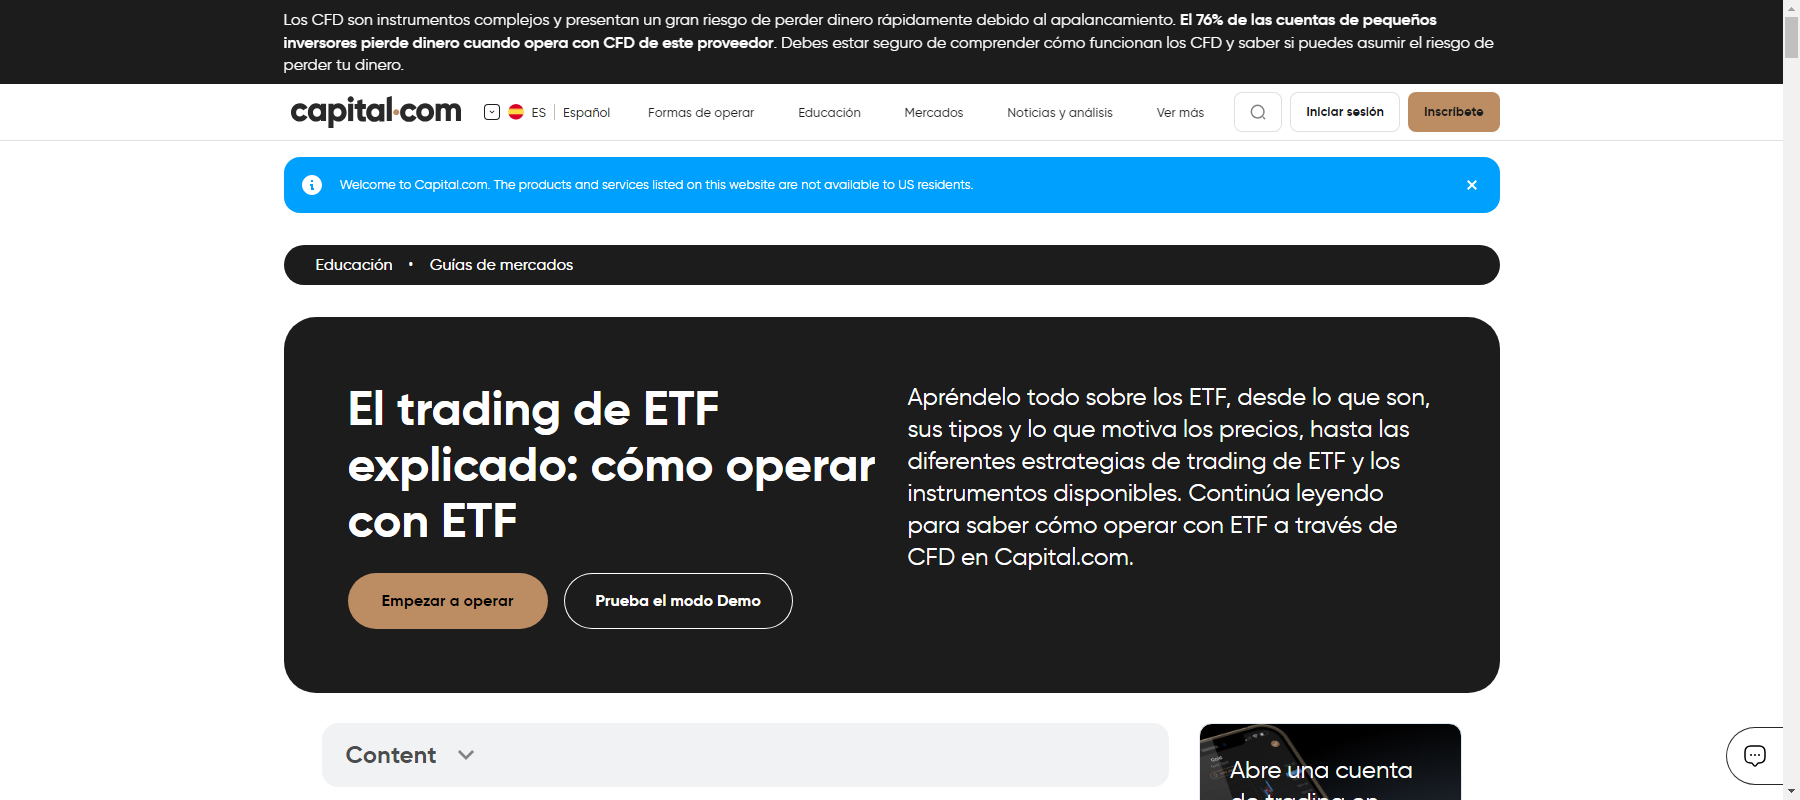 Los CFD son instrumentos complejos y presentan un gran riesgo de perder dinero rápidamente debido al apalancamiento. El 76% de las cuentas de pequeños
inversores pierde dinero cuando opera con CFD de este proveedor. Debes estar seguro de comprender cómo funcionan los CFD y saber si puedes asumir el riesgo de
perder tu dinero.
capital.com
ES
Español
Formas de operar
Educación
Mercados
Noticias y análisis
Ver más
Iniciar sesión
Inscríbete
Welcome to Capital.com. The products and services listed on this website are not available to US residents.
Educación • Guías de mercados
El trading de ETF
explicado: cómo operar
con ETF
Empezar a operar
Prueba el modo Demo
Apréndelo todo sobre los ETF, desde lo que son,
sus tipos y lo que motiva los precios, hasta las
diferentes estrategias de trading de ETF y los
instrumentos disponibles. Continúa leyendo
para saber cómo operar con ETF a través de
CFD en Capital.com.
Content
Abre una cuenta
de trading en